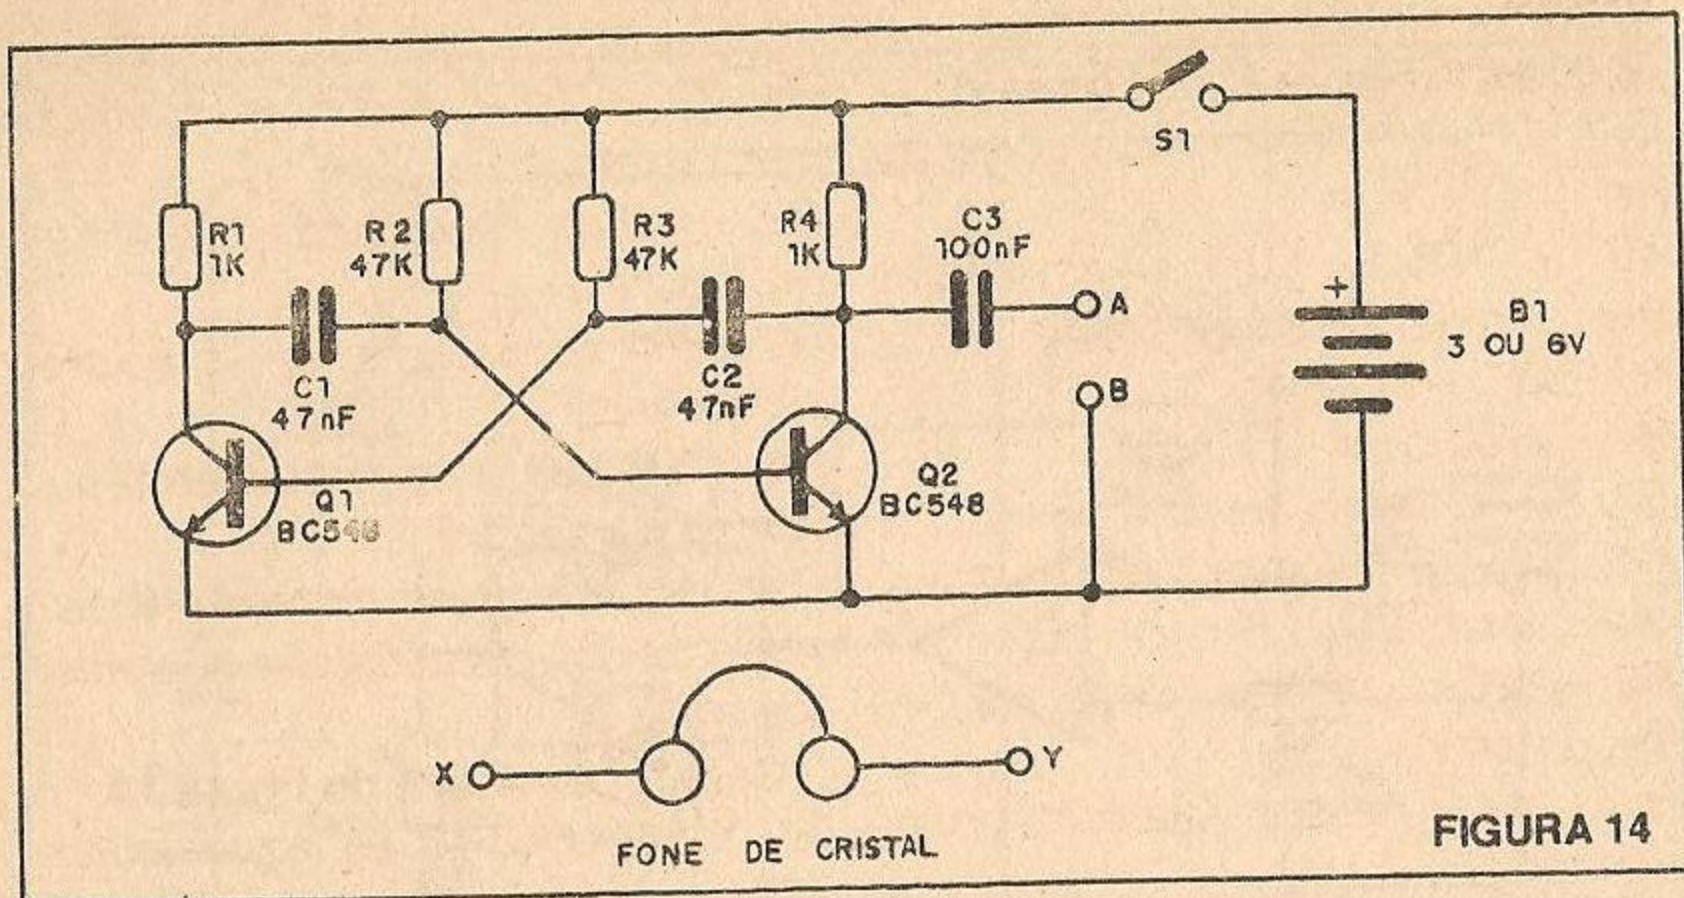 S1
R1
1K
R2
47K
R3
47K
R4
1K
C3
100nF
A
+
B1
3 OU 6V
C1
47nF
C2
47nF
B
Q1
BC548
Q2
BC548
X
Y
FONE DE CRISTAL
FIGURA 14